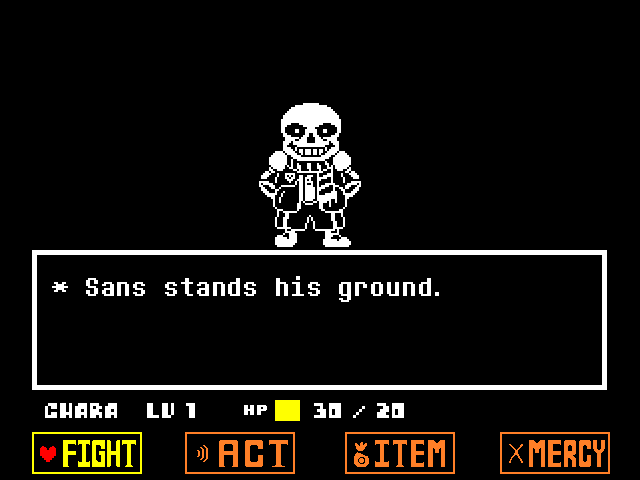 * Sans stands his ground.
CHARA LV 1 HP 30 / 20
FIGHT ACT ITEM MERCY